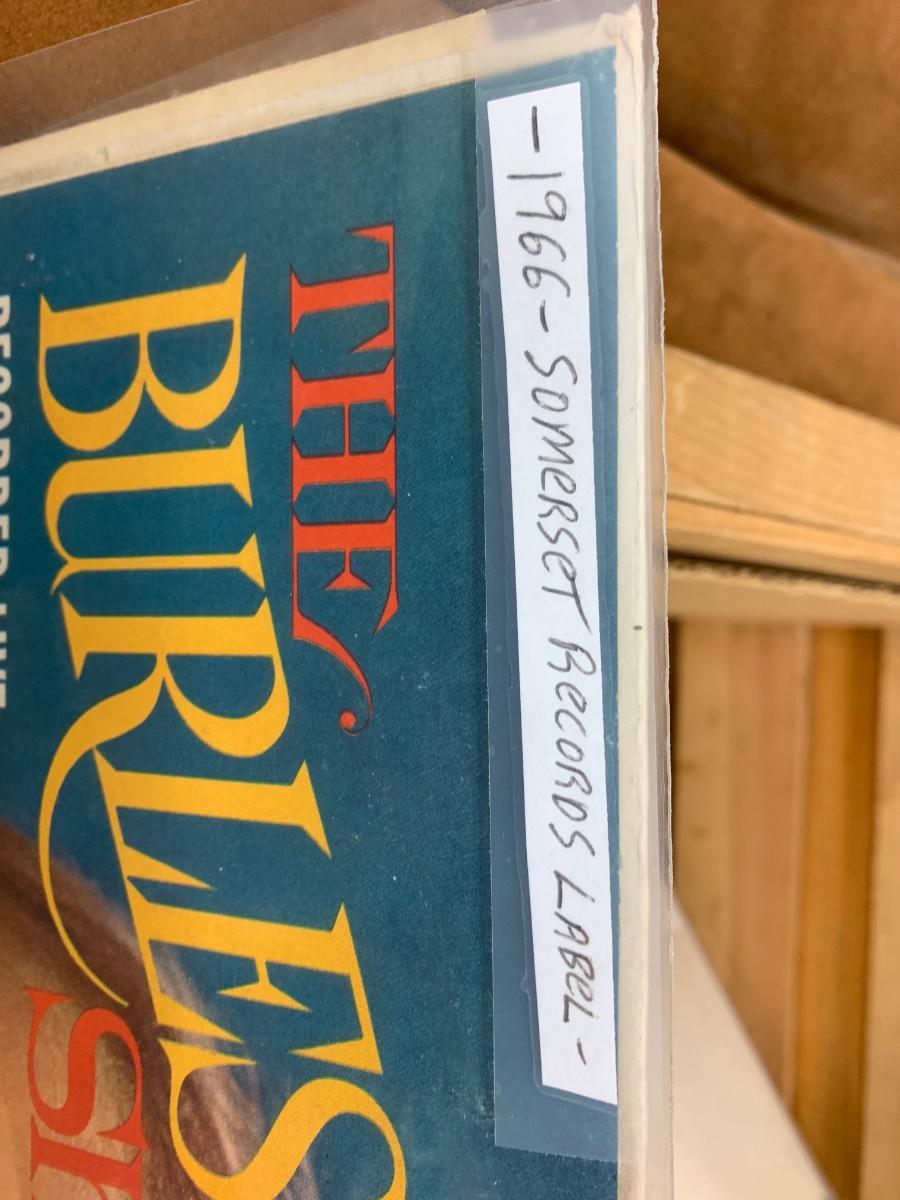 -1966- SOMERSET RECORDS LABEL-
THE
BURLES